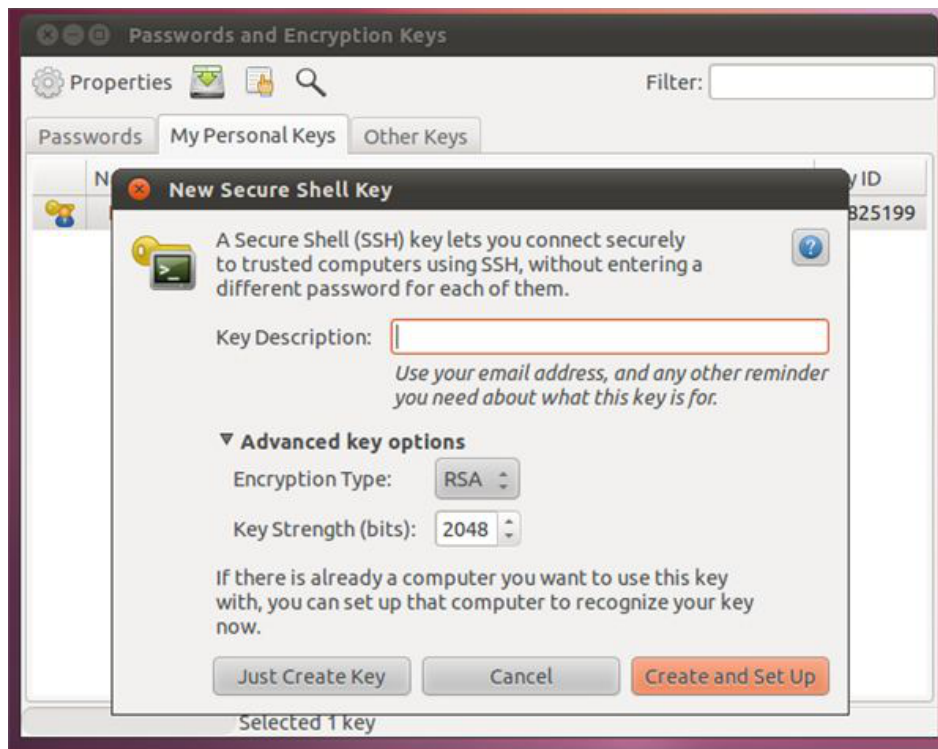 Passwords and Encryption Keys
Properties
Filter:
Passwords
My Personal Keys
Other Keys
New Secure Shell Key
825199
A Secure Shell (SSH) key lets you connect securely
to trusted computers using SSH, without entering a
different password for each of them.
Key Description:
Use your email address, and any other reminder
you need about what this key is for.
Advanced key options
Encryption Type: RSA
Key Strength (bits): 2048
If there is already a computer you want to use this key
with, you can set up that computer to recognize your key
now.
Just Create Key
Cancel
Create and Set Up
Selected 1 key